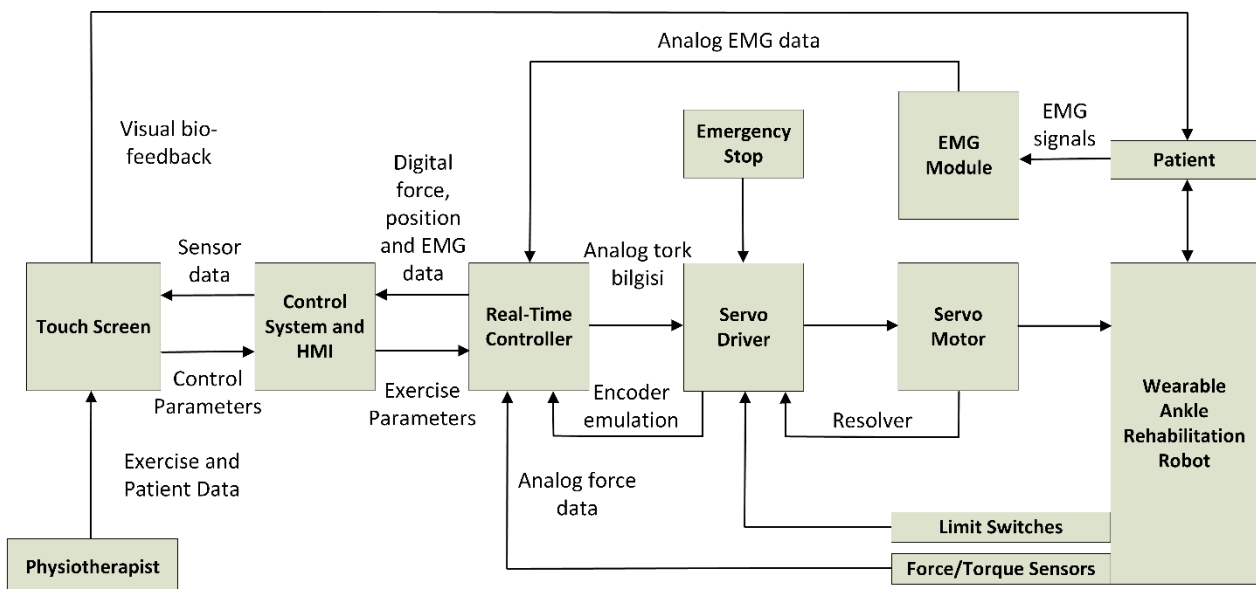 Analog EMG data
Visual bio-
feedback
Emergency
Stop
EMG
Module
EMG
signals
Patient
Digital force,
position
and EMG
data
Sensor
data
Analog tork
bilgisi
Touch Screen
Control
System and
HMI
Real-Time
Controller
Servo
Driver
Servo
Motor
Wearable
Ankle
Rehabilitation
Robot
Control
Parameters
Exercise
Parameters
Encoder
emulation
Resolver
Exercise and
Patient Data
Analog force
data
Limit Switches
Physiotherapist
Force/Torque Sensors